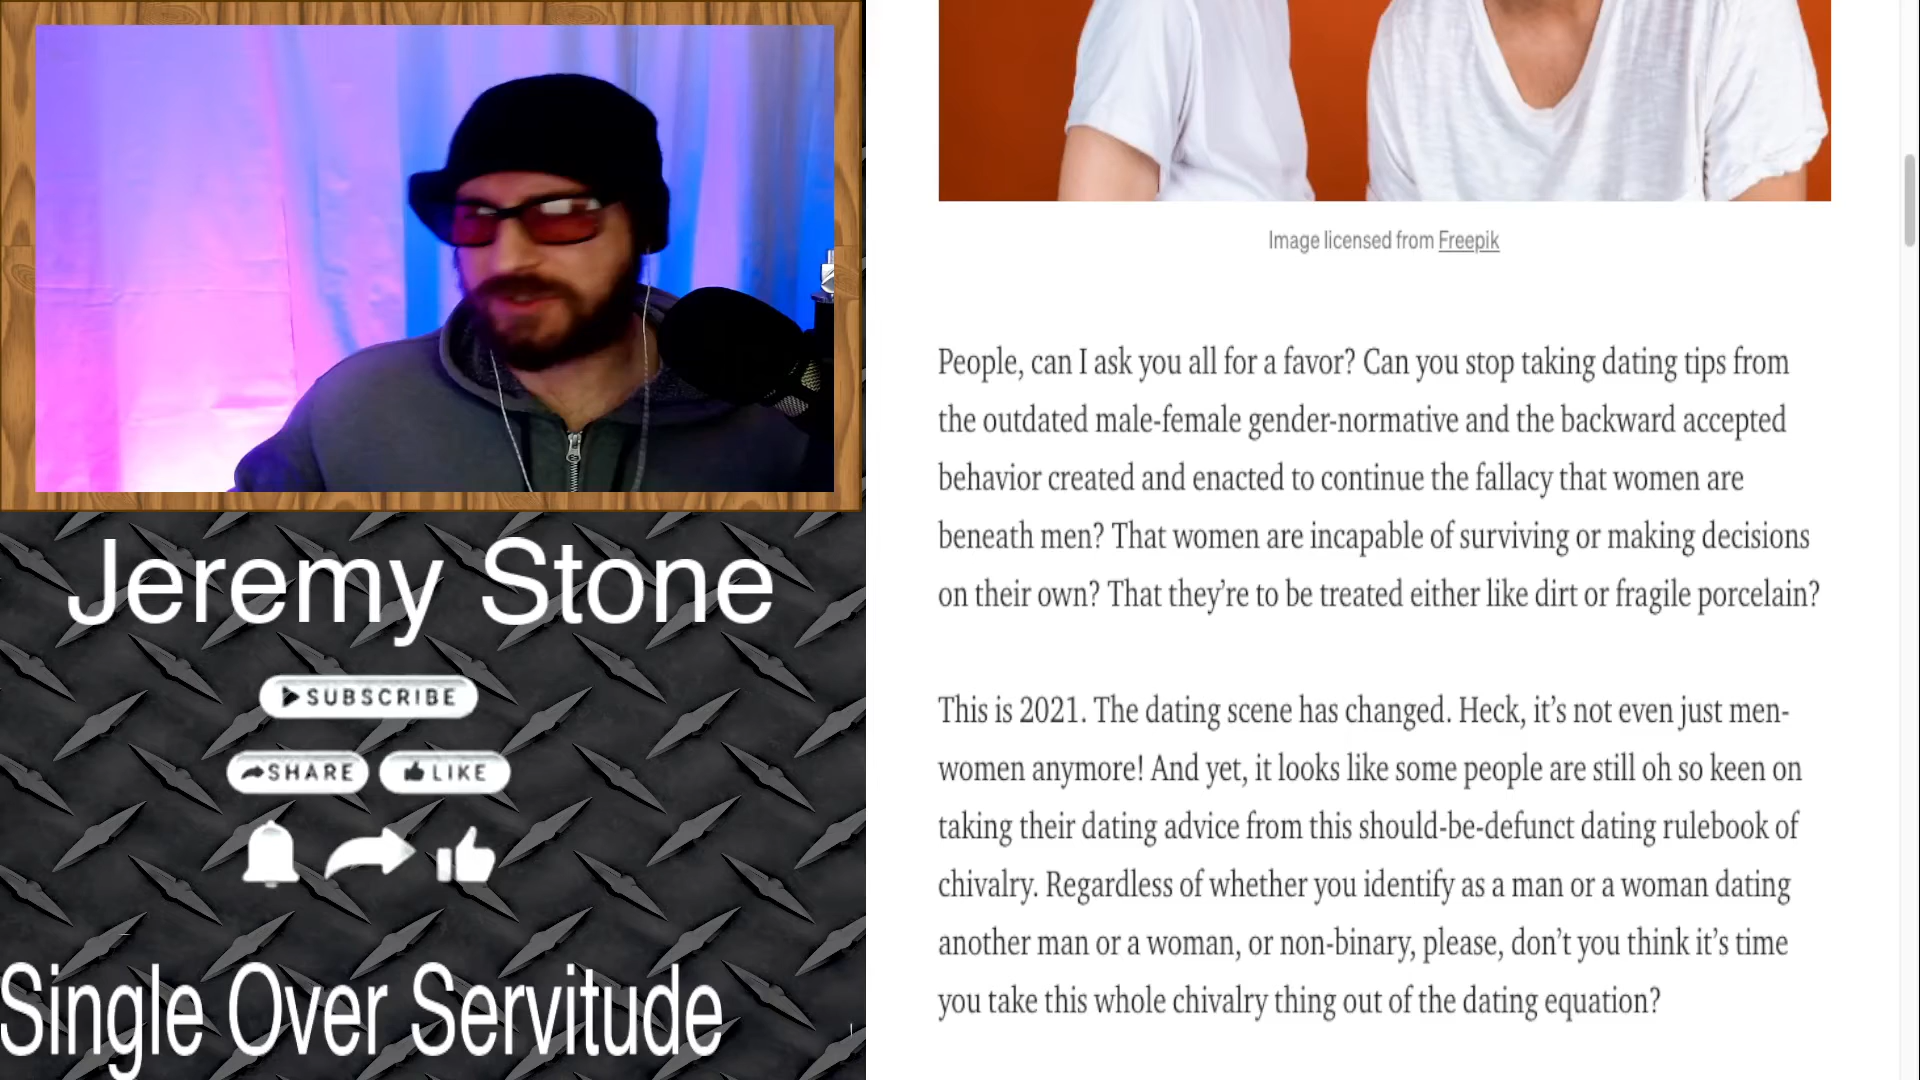 Jeremy Stone
SUBSCRIBE
SHARE
LIKE
Single Over Servitude
Image licensed from Freepik
People, can I ask you all for a favor? Can you stop taking dating tips from
the outdated male-female gender-normative and the backward accepted
behavior created and enacted to continue the fallacy that women are
beneath men? That women are incapable of surviving or making decisions
on their own? That they’re to be treated either like dirt or fragile porcelain?
This is 2021. The dating scene has changed. Heck, it’s not even just men-
women anymore! And yet, it looks like some people are still oh so keen on
taking their dating advice from this should-be-defunct dating rulebook of
chivalry. Regardless of whether you identify as a man or a woman dating
another man or a woman, or non-binary, please, don’t you think it’s time
you take this whole chivalry thing out of the dating equation?